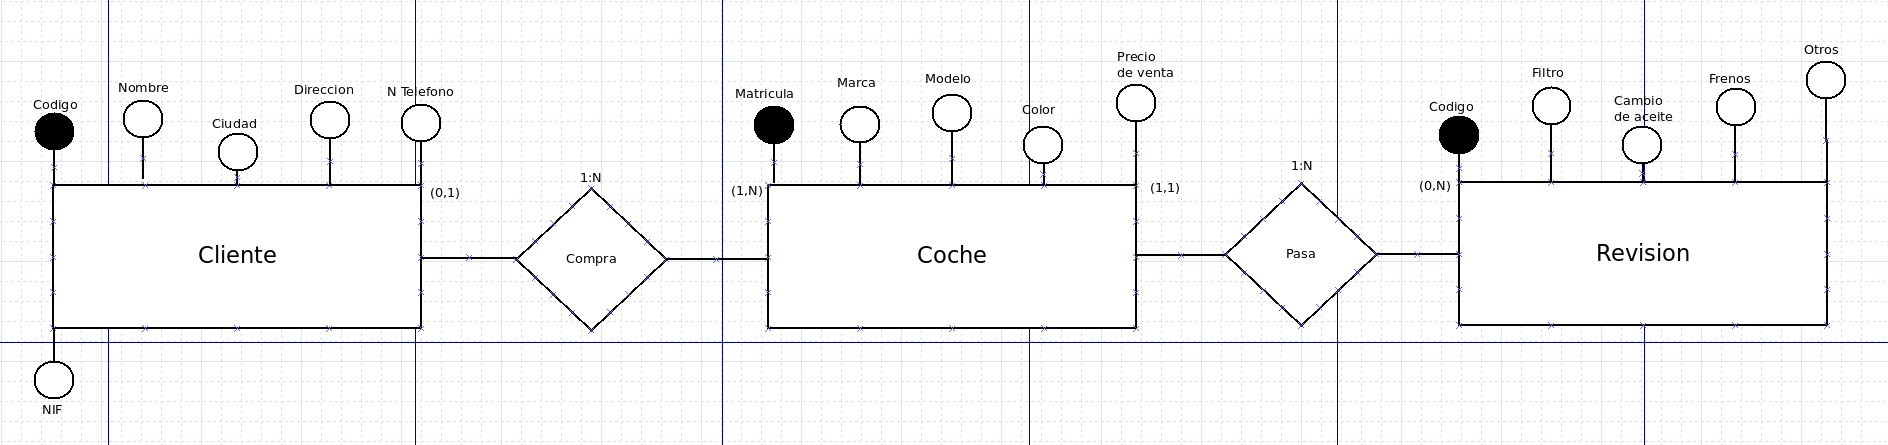 Codigo
Nombre
Ciudad
Direccion
N Telefono
(0,1)
Cliente
NIF
1:N
Compra
(1,N)
Matricula
Marca
Modelo
Color
Precio
de venta
(1,1)
Coche
1:N
Pasa
(0,N)
Codigo
Filtro
Cambio
de aceite
Frenos
Otros
Revision